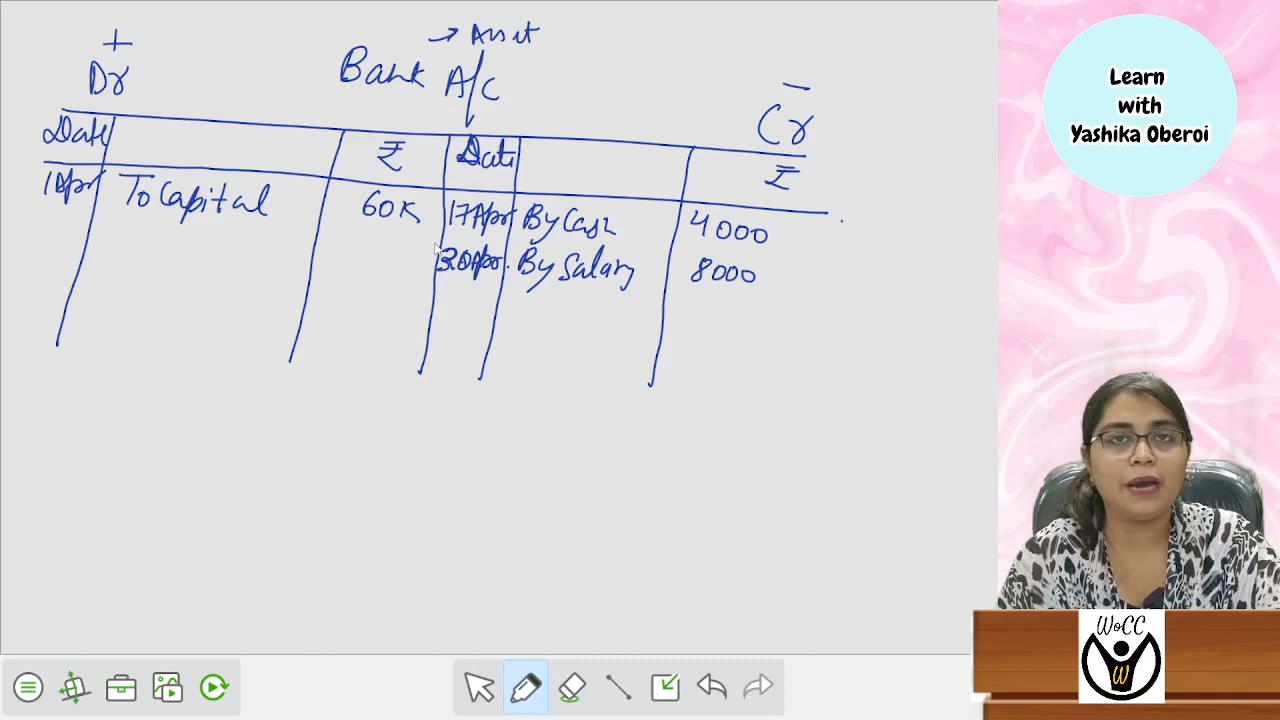 +
→ Asset
Dr
Bank A/C
−
Cr
Date ₹ Date ₹
1 Apr To Capital 60K 17 Apr By Cash 4000
30 Apr. By Salary 8000
Learn
with
Yashika Oberoi
WoCC
W